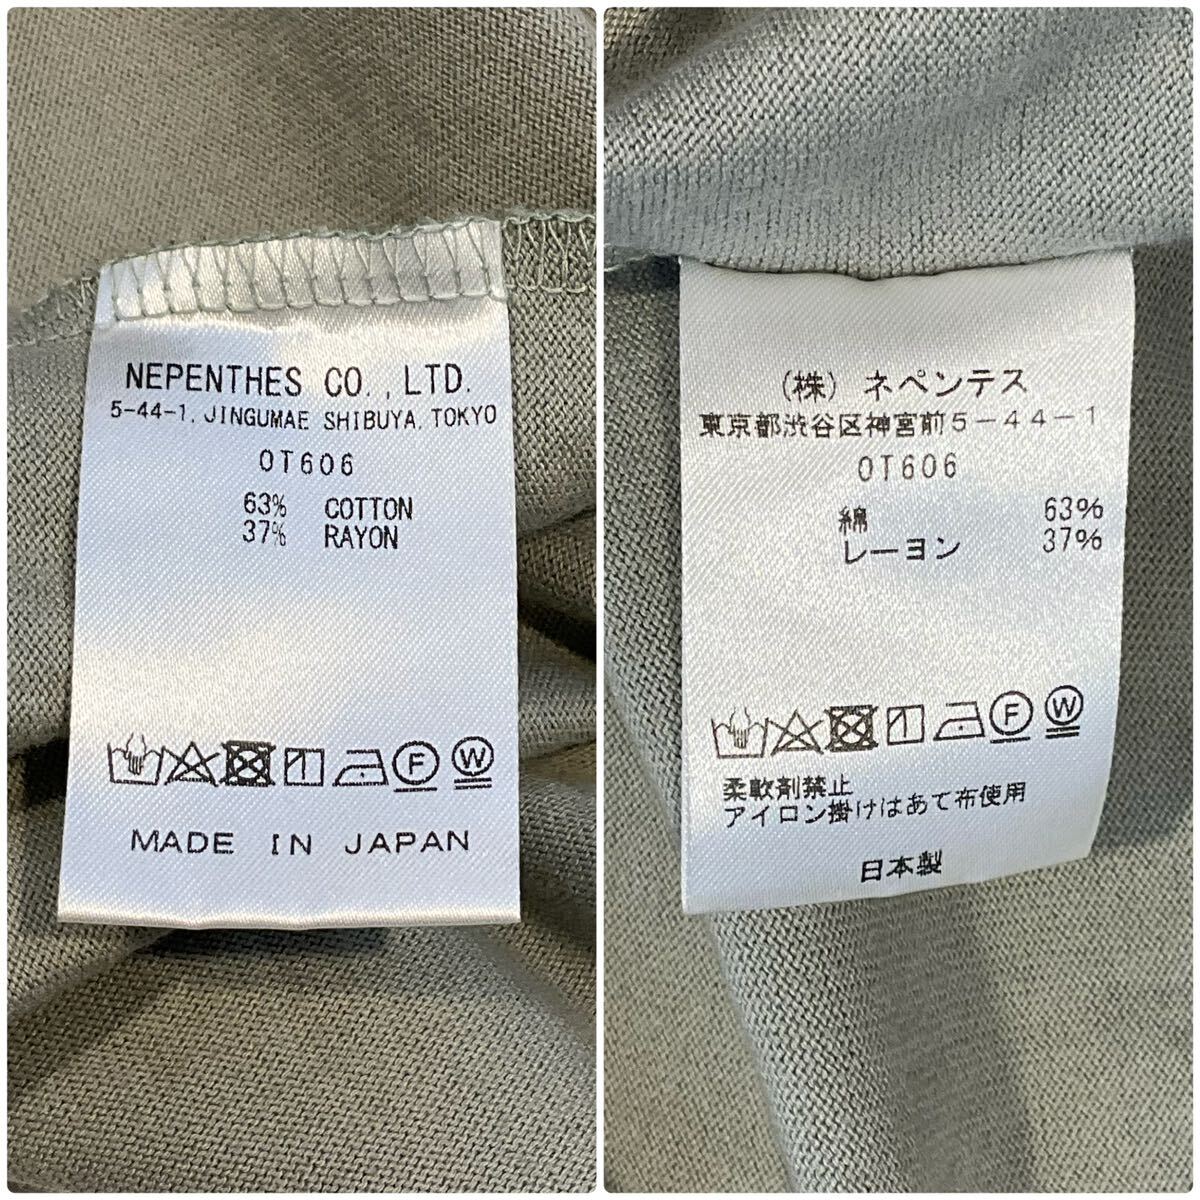 NEPENTHES CO., LTD.
5-44-1, JINGUMAE SHIBUYA, TOKYO
OT606
63% COTTON
37% RAYON
F W
MADE IN JAPAN
(株) ネペンテス
東京都渋谷区神宮前5-44-1
OT606
綿 63%
レーヨン 37%
F W
柔軟剤禁止
アイロン掛けはあて布使用
日本製